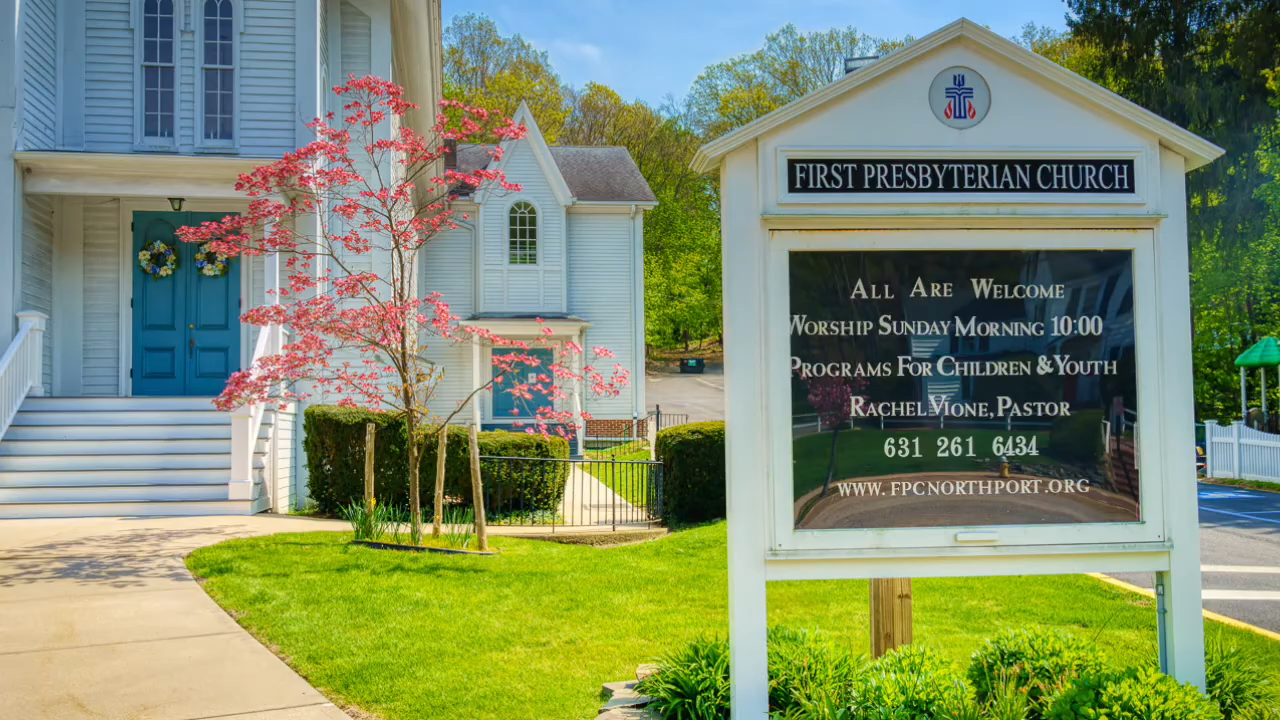 FIRST PRESBYTERIAN CHURCH
ALL ARE WELCOME
WORSHIP SUNDAY MORNING 10:00
PROGRAMS FOR CHILDREN & YOUTH
RACHEL VIONE, PASTOR
631 261 6434
WWW. FPCNORTHPORT.ORG